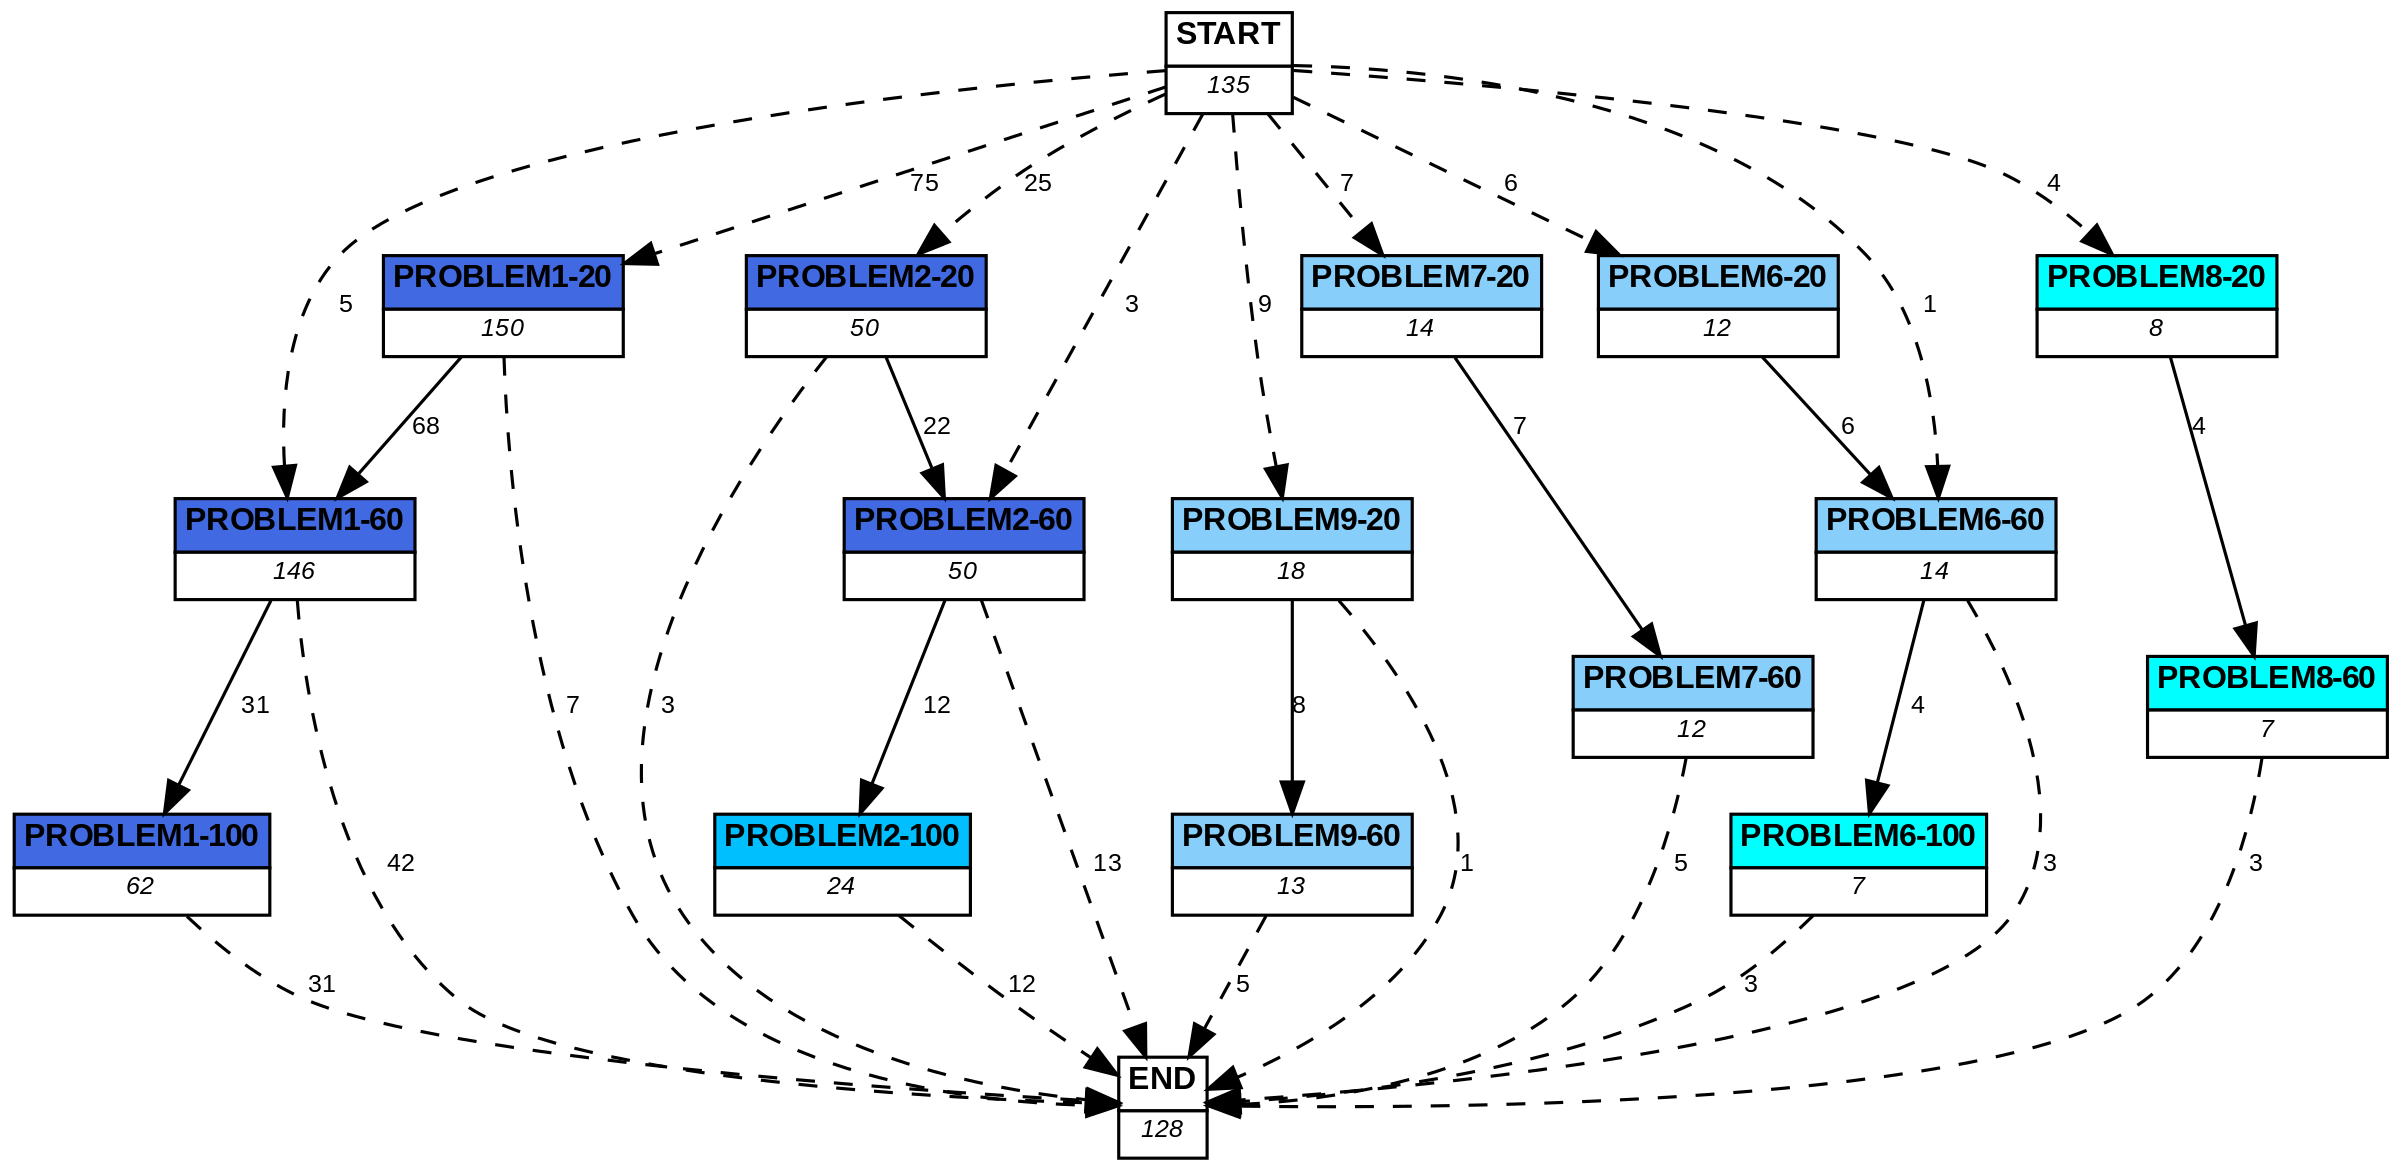 START
135
75
25
7
6
4
PROBLEM1-20
150
PROBLEM2-20
50
PROBLEM7-20
14
PROBLEM6-20
12
PROBLEM8-20
8
5
3
9
1
68
22
7
6
4
PROBLEM1-60
146
PROBLEM2-60
50
PROBLEM9-20
18
PROBLEM6-60
14
PROBLEM7-60
12
PROBLEM8-60
7
31
7
3
12
8
4
PROBLEM1-100
62
PROBLEM2-100
24
PROBLEM9-60
13
PROBLEM6-100
7
42
13
1
5
3
3
31
12
5
3
END
128